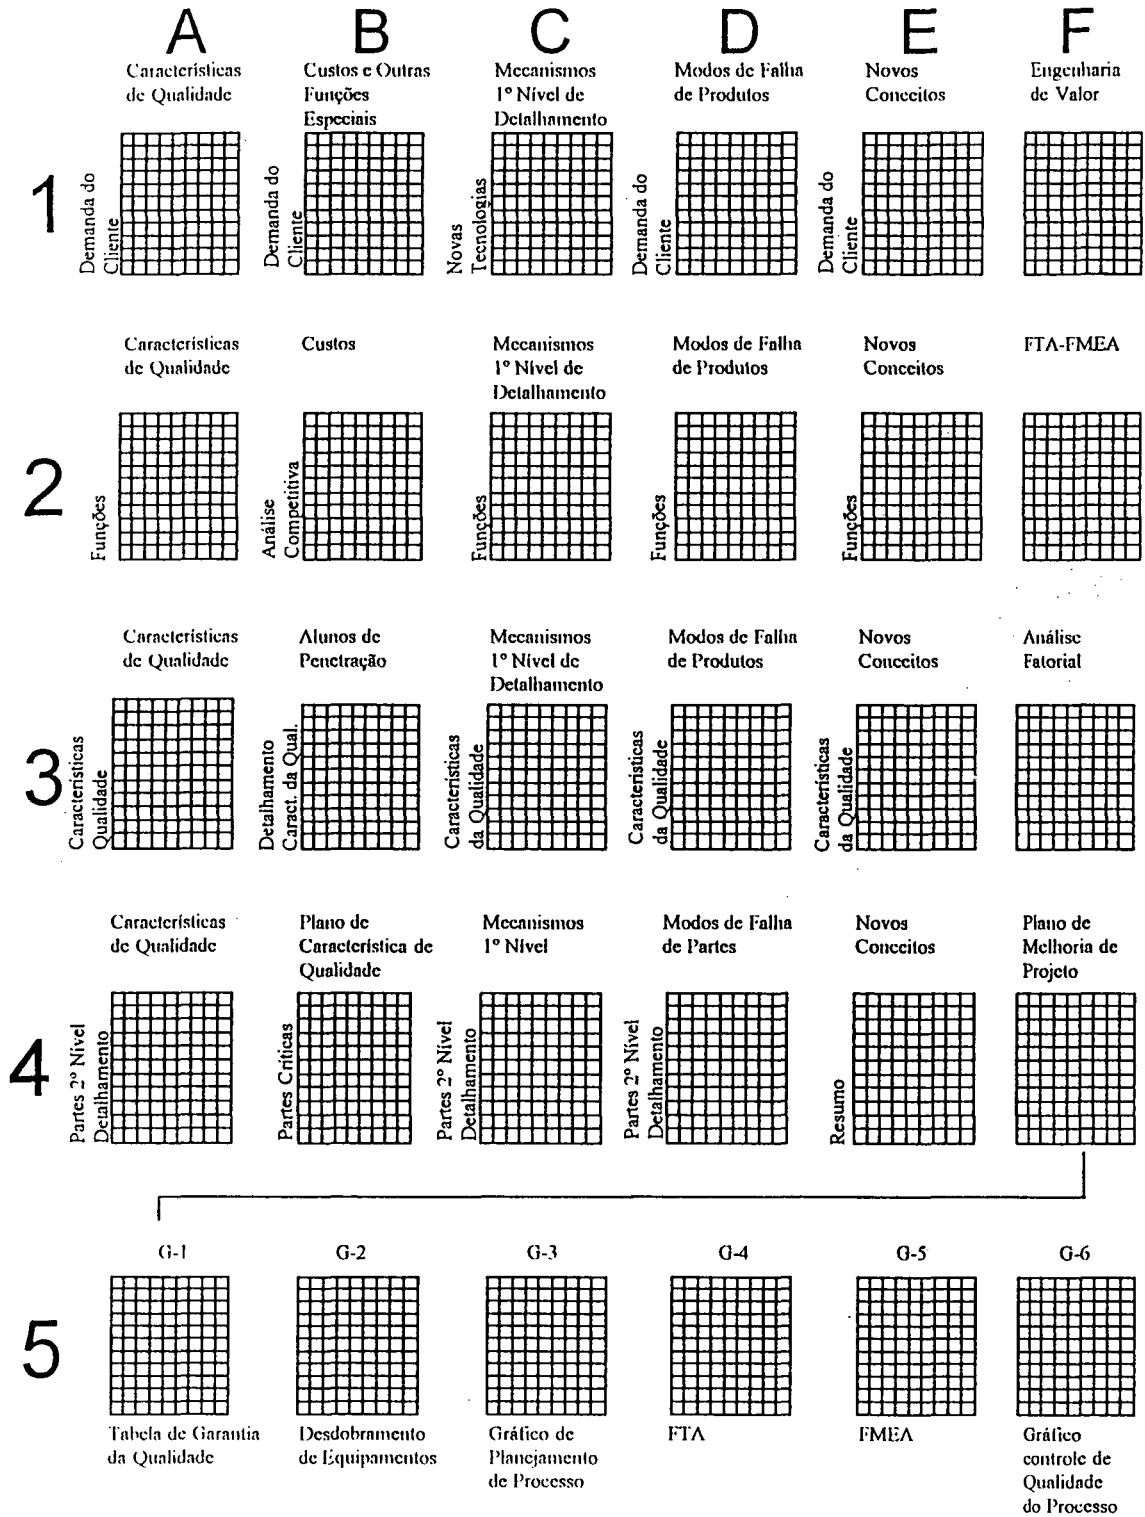 A B C D E F
Características
de Qualidade
Custos e Outras
Funções
Especiais
Mecanismos
1º Nível de
Detalhamento
Modos de Falha
de Produtos
Novos
Conceitos
Engenharia
de Valor
1
Demanda do
Cliente
Demanda do
Cliente
Novas
Tecnologias
Demanda do
Cliente
Demanda do
Cliente
Características
de Qualidade
Custos
Mecanismos
1º Nível de
Detalhamento
Modos de Falha
de Produtos
Novos
Conceitos
FTA-FMEA
2
Funções
Análise
Competitiva
Funções
Funções
Funções
Características
de Qualidade
Alunos de
Penetração
Mecanismos
1º Nível de
Detalhamento
Modos de Falha
de Produtos
Novos
Conceitos
Análise
Fatorial
3
Características
Qualidade
Detalhamento
Caract. da Qual.
Características
da Qualidade
Características
da Qualidade
Características
da Qualidade
Características
de Qualidade
Plano de
Característica de
Qualidade
Mecanismos
1º Nível
Modos de Falha
de Partes
Novos
Conceitos
Plano de
Melhoria de
Projeto
4
Partes 2º Nível
Detalhamento
Partes Críticas
Partes 2º Nível
Detalhamento
Partes 2º Nível
Detalhamento
Resumo
G-1 G-2 G-3 G-4 G-5 G-6
5
Tabela de Garantia
da Qualidade
Desdobramento
de Equipamentos
Gráfico de
Planejamento
de Processo
FTA
FMEA
Gráfico
controle de
Qualidade
do Processo